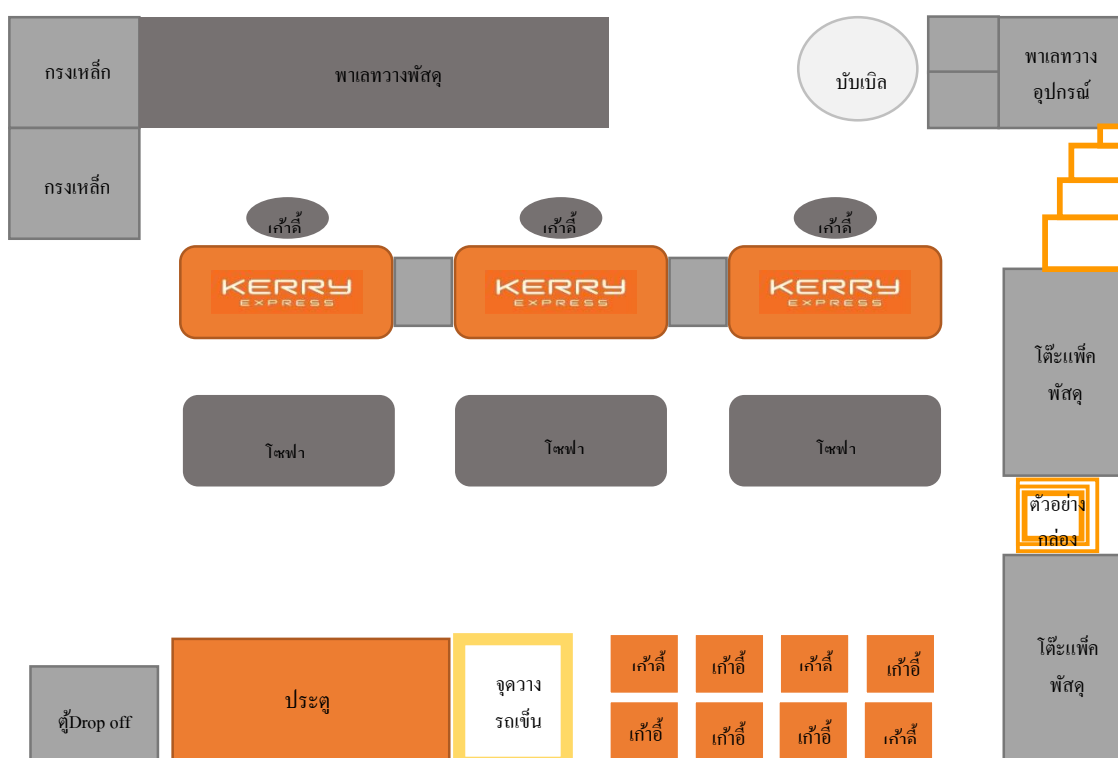 กรงเหล็ก
พาเลทวางพัสดุ
บับเบิล
พาเลทวาง
อุปกรณ์
กรงเหล็ก
เก้าอี้
เก้าอี้
เก้าอี้
KERRY
EXPRESS
KERRY
EXPRESS
KERRY
EXPRESS
โต๊ะแพ็ค
พัสดุ
โซฟา
โซฟา
โซฟา
ตัวอย่าง
กล่อง
ตู้Drop off
ประตู
จุดวาง
รถเข็น
เก้าอี้
เก้าอี้
เก้าอี้
เก้าอี้
เก้าอี้
เก้าอี้
เก้าอี้
เก้าอี้
โต๊ะแพ็ค
พัสดุ